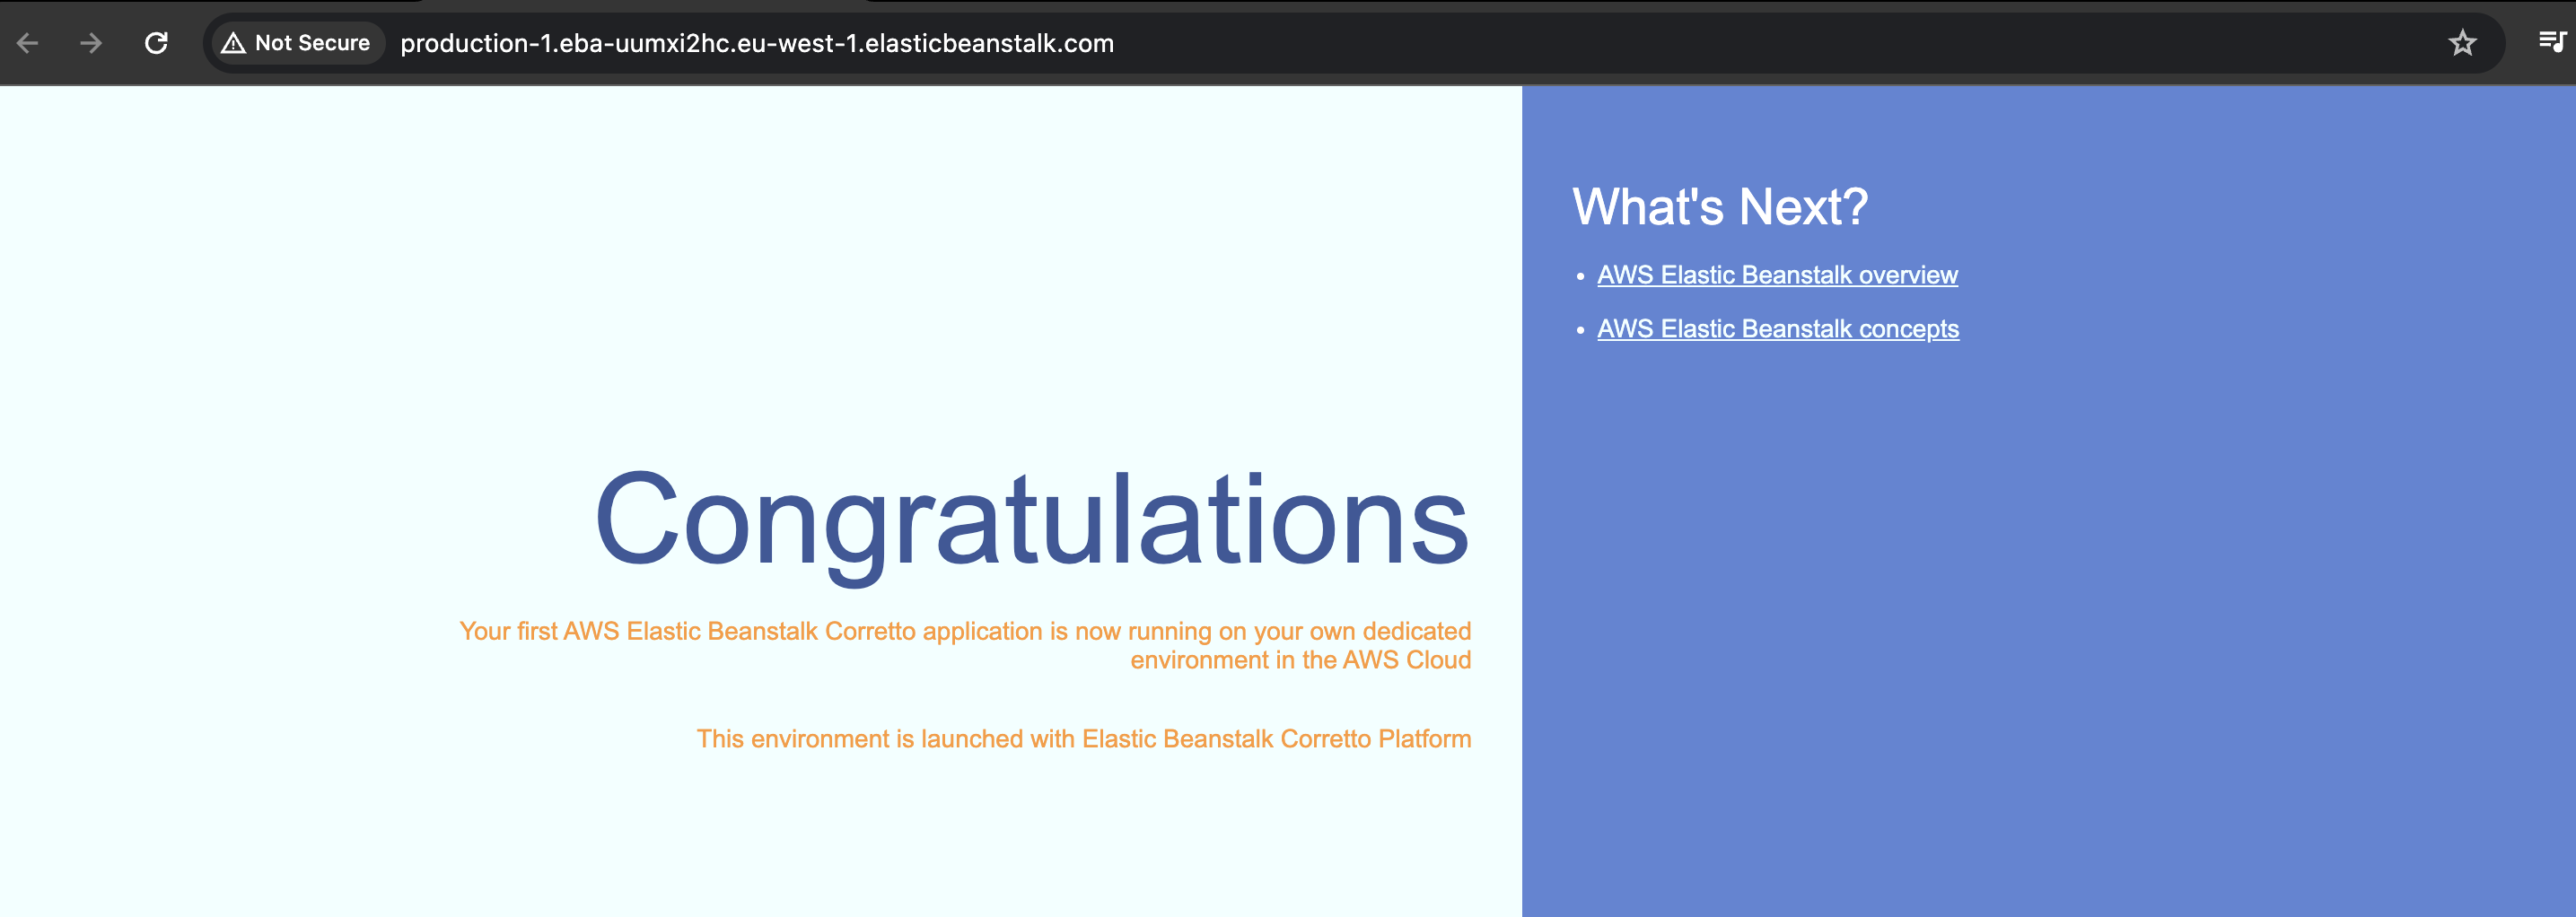 Not Secure production-1.eba-uumxi2hc.eu-west-1.elasticbeanstalk.com
Congratulations
Your first AWS Elastic Beanstalk Corretto application is now running on your own dedicated
environment in the AWS Cloud
This environment is launched with Elastic Beanstalk Corretto Platform
What's Next?
• AWS Elastic Beanstalk overview
• AWS Elastic Beanstalk concepts